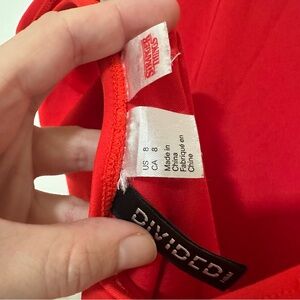 STRANGER
THINGS
US 8
CA 8
Made in
China
Fabriqué en
Chine
DIVIDED